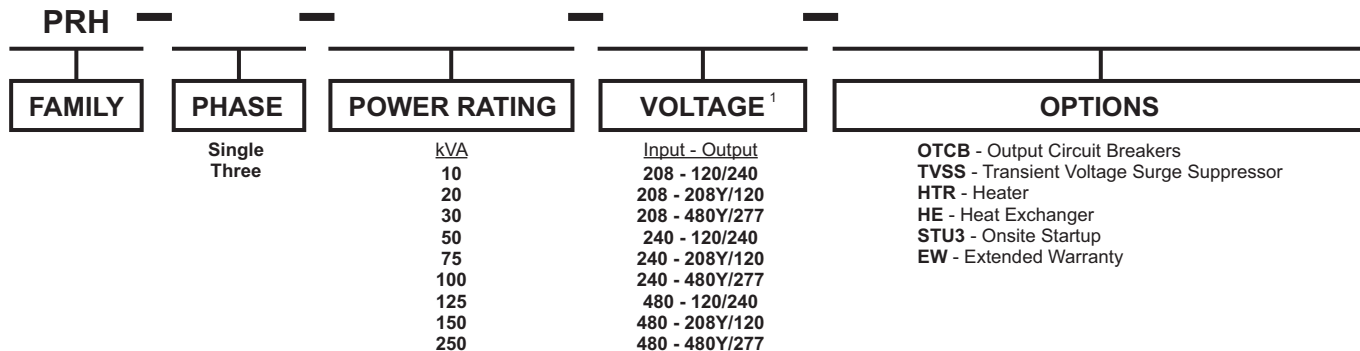 PRH
FAMILY PHASE POWER RATING VOLTAGE 1 OPTIONS
Single kVA Input - Output OTCB - Output Circuit Breakers
Three 10 208 - 120/240 TVSS - Transient Voltage Surge Suppressor
20 208 - 208Y/120 HTR - Heater
30 208 - 480Y/277 HE - Heat Exchanger
50 240 - 120/240 STU3 - Onsite Startup
75 240 - 208Y/120 EW - Extended Warranty
100 240 - 480Y/277
125 480 - 120/240
150 480 - 208Y/120
250 480 - 480Y/277